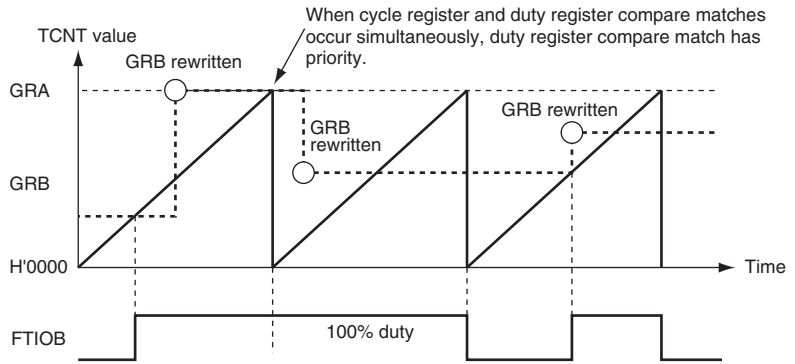 When cycle register and duty register compare matches
occur simultaneously, duty register compare match has
priority.
TCNT value
GRB rewritten
GRA
GRB rewritten
GRB
rewritten
GRB
H'0000
Time
FTIOB
100% duty